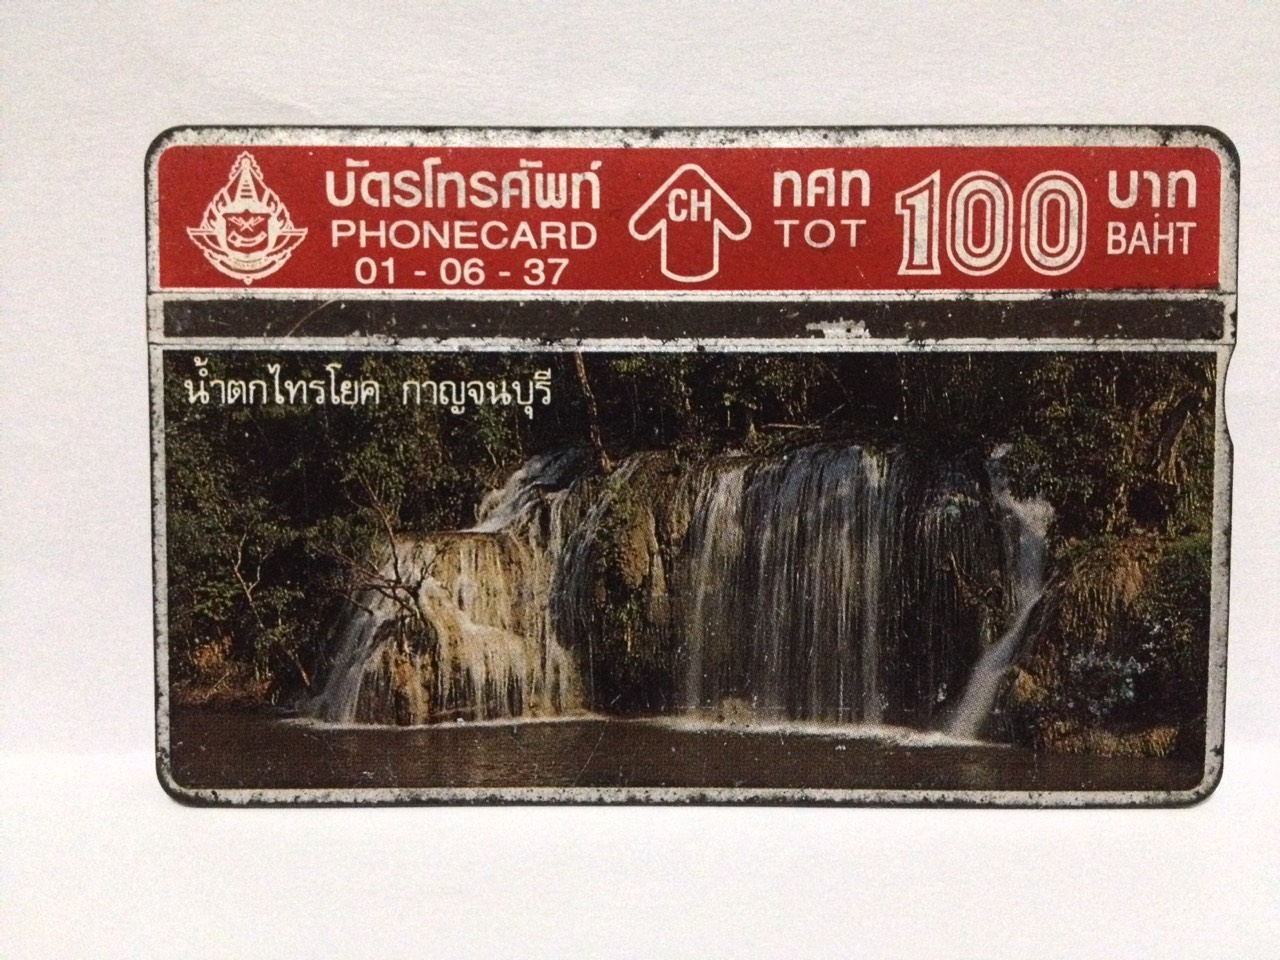 บัตรโทรศัพท์
PHONECARD
01 - 06 - 37
CH
ทศท
TOT
100
บาท
BAHT
น้ำตกไทรโยค กาญจนบุรี